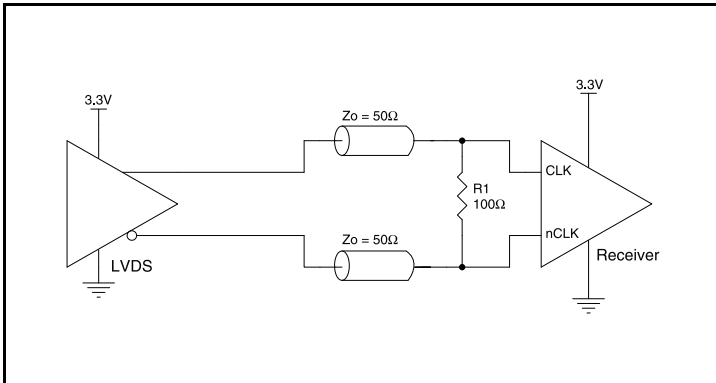 3.3V
3.3V
Zo = 50Ω
R1
100Ω
CLK
nCLK
Zo = 50Ω
LVDS
Receiver